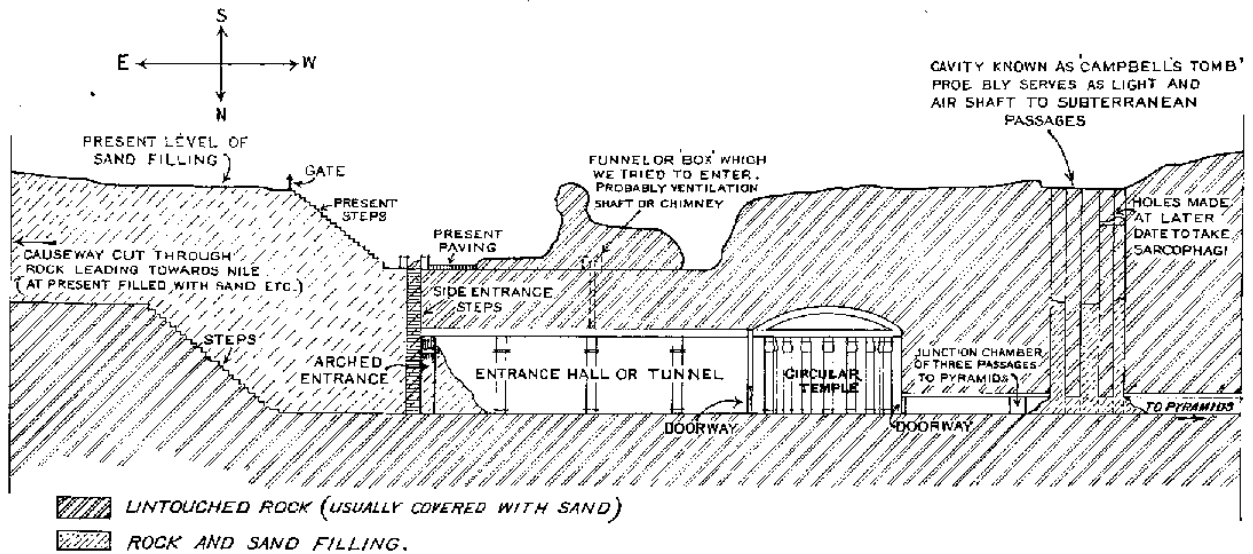 S
E W
N
CAVITY KNOWN AS 'CAMPBELL'S TOMB'
PROE BLY SERVES AS LIGHT AND
AIR SHAFT TO SUBTERRANEAN
PASSAGES
PRESENT LEVEL OF
SAND FILLING
GATE
PRESENT
STEPS
FUNNEL OR 'BOX' WHICH
WE TRIED TO ENTER.
PROBABLY VENTILATION
SHAFT OR CHIMNEY
HOLES MADE
AT LATER
DATE TO TAKE
SARCOPHAGI
CAUSEWAY CUT THROUGH
ROCK LEADING TOWARDS NILE
(AT PRESENT FILLED WITH SAND ETC.)
PRESENT
PAVING
SIDE ENTRANCE
STEPS
STEPS
ARCHED
ENTRANCE
ENTRANCE HALL OR TUNNEL
CIRCULAR
TEMPLE
JUNCTION CHAMBER
OF THREE PASSAGES
TO PYRAMIDS
DOORWAY
DOORWAY
TO PYRAMIDS
UNTOUCHED ROCK (USUALLY COVERED WITH SAND)
ROCK AND SAND FILLING.